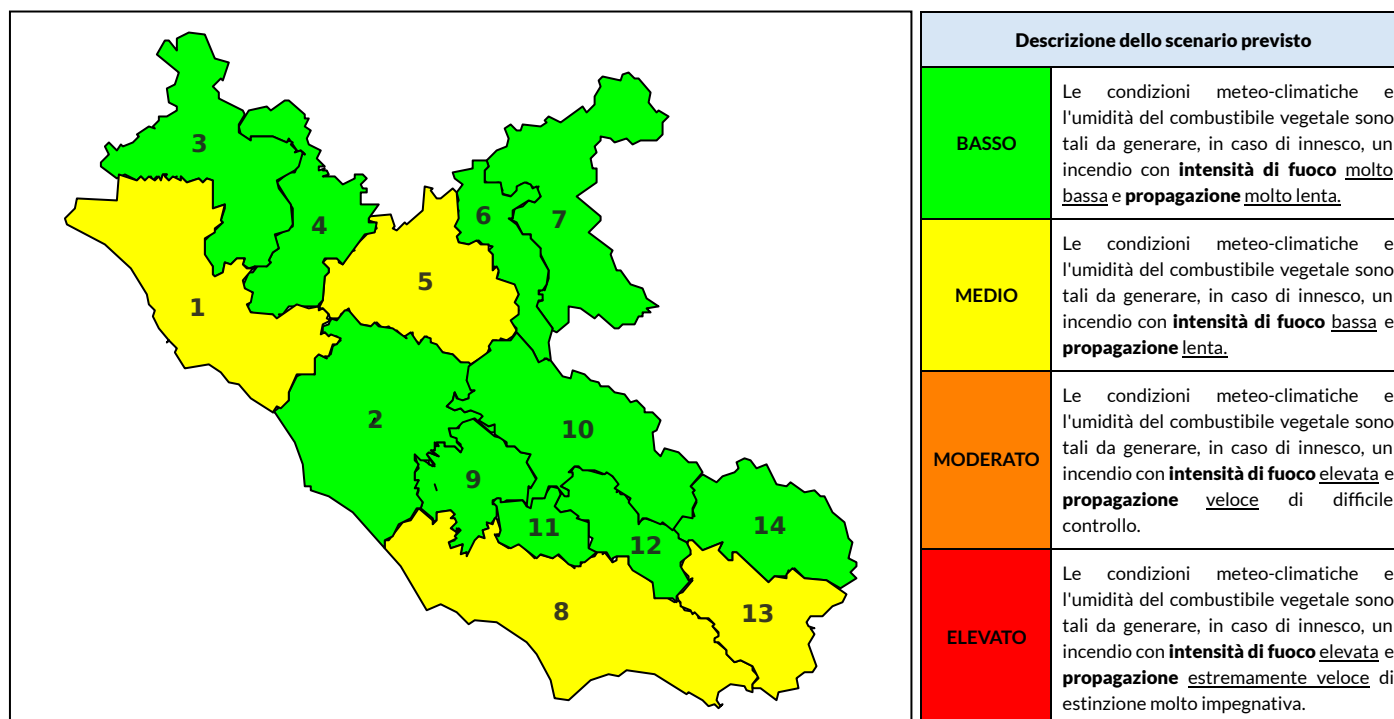 3
4
6
7
5
1
2
10
9
11
12
14
8
13
Descrizione dello scenario previsto
BASSO
Le condizioni meteo-climatiche e
l'umidità del combustibile vegetale sono
tali da generare, in caso di innesco, un
incendio con intensità di fuoco molto
bassa e propagazione molto lenta.
MEDIO
Le condizioni meteo-climatiche e
l'umidità del combustibile vegetale sono
tali da generare, in caso di innesco, un
incendio con intensità di fuoco bassa e
propagazione lenta.
MODERATO
Le condizioni meteo-climatiche e
l'umidità del combustibile vegetale sono
tali da generare, in caso di innesco, un
incendio con intensità di fuoco elevata e
propagazione veloce di difficile
controllo.
ELEVATO
Le condizioni meteo-climatiche e
l'umidità del combustibile vegetale sono
tali da generare, in caso di innesco, un
incendio con intensità di fuoco elevata e
propagazione estremamente veloce di
estinzione molto impegnativa.